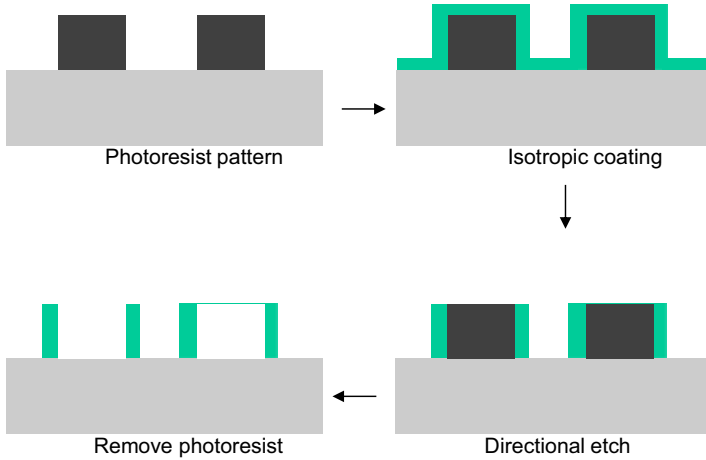 Photoresist pattern
Isotropic coating
Remove photoresist
Directional etch